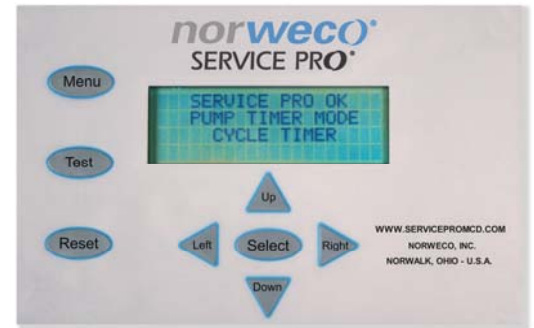 norweco®
SERVICE PRO®
Menu
SERVICE PRO OK
PUMP TIMER MODE
CYCLE TIMER
Test
Up
Reset
Left
Select
Right
Down
WWW.SERVICEPROMCD.COM
NORWECO, INC.
NORWALK, OHIO - U.S.A.